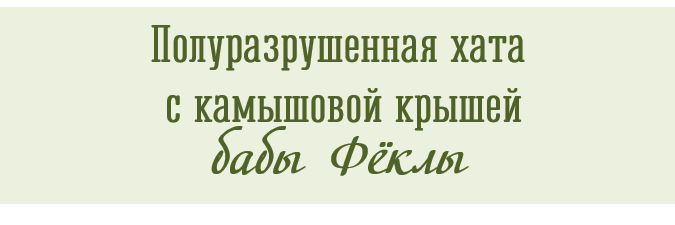 Полуразрушенная хата
с камышовой крышей
бабы Фёклы